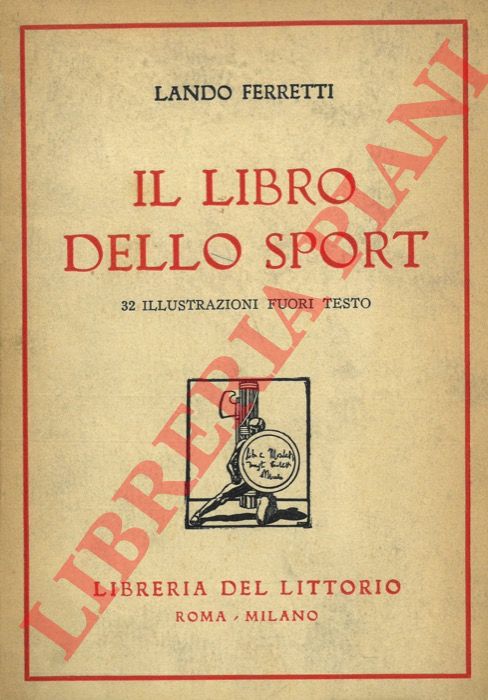 LANDO FERRETTI
IL LIBRO
DELLO SPORT
32 ILLUSTRAZIONI FUORI TESTO
LIBRERIA DEL LITTORIO
ROMA - MILANO
LIBRERIA PIANI